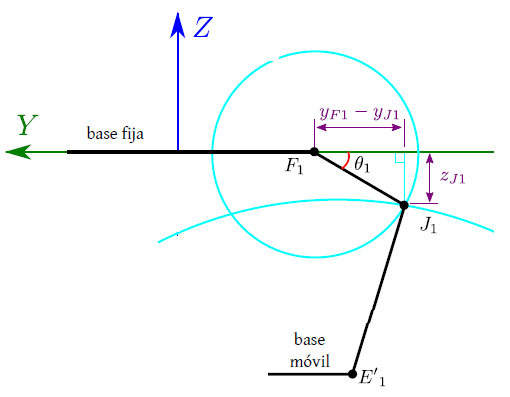 Z
Y
base fija
y_{F1} − y_{J1}
F_1
θ_1
z_{J1}
J_1
base
móvil
E'_1